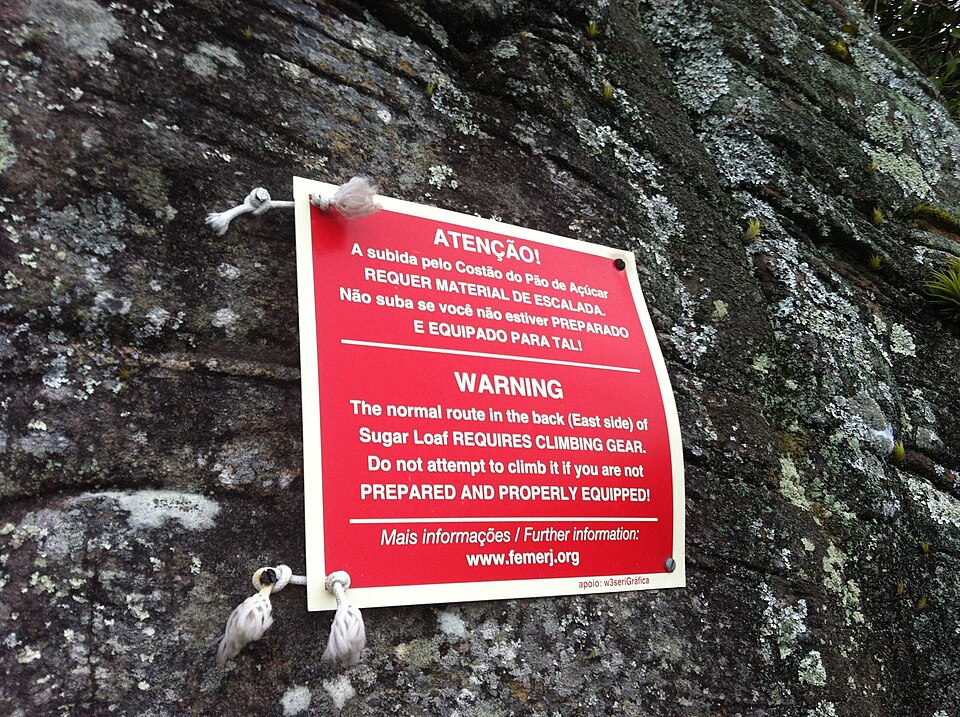 ATENÇÃO!
A subida pelo Costão do Pão de Açúcar
REQUER MATERIAL DE ESCALADA.
Não suba se você não estiver PREPARADO
E EQUIPADO PARA TAL!
WARNING
The normal route in the back (East side) of
Sugar Loaf REQUIRES CLIMBING GEAR.
Do not attempt to climb it if you are not
PREPARED AND PROPERLY EQUIPPED!
Mais informações / Further information:
www.femerj.org
apoio: w3seriGráfica